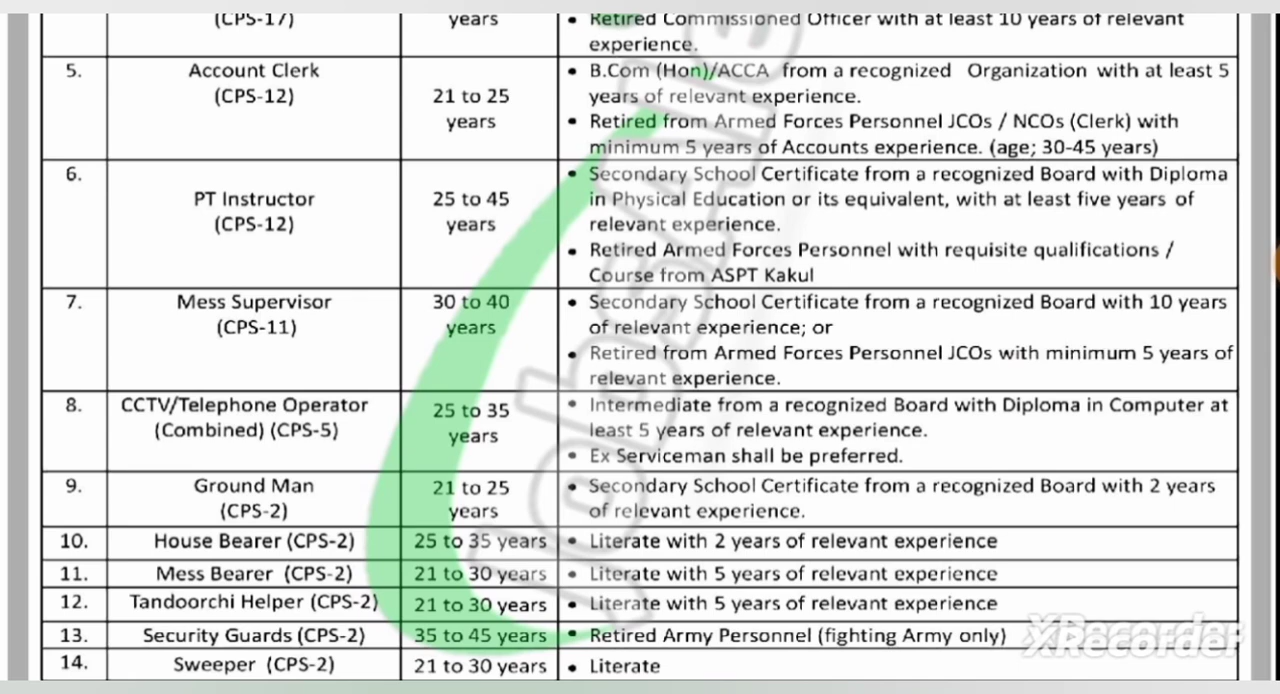 (CPS-17) years • Retired Commissioned Officer with at least 10 years of relevant
experience.
5. Account Clerk • B.Com (Hon)/ACCA from a recognized Organization with at least 5
(CPS-12) 21 to 25 years of relevant experience.
years • Retired from Armed Forces Personnel JCOs / NCOs (Clerk) with
minimum 5 years of Accounts experience. (age; 30-45 years)
6. • Secondary School Certificate from a recognized Board with Diploma
PT Instructor 25 to 45 in Physical Education or its equivalent, with at least five years of
(CPS-12) years relevant experience.
• Retired Armed Forces Personnel with requisite qualifications /
Course from ASPT Kakul
7. Mess Supervisor 30 to 40 • Secondary School Certificate from a recognized Board with 10 years
(CPS-11) years of relevant experience; or
• Retired from Armed Forces Personnel JCOs with minimum 5 years of
relevant experience.
8. CCTV/Telephone Operator 25 to 35 • Intermediate from a recognized Board with Diploma in Computer at
(Combined) (CPS-5) years least 5 years of relevant experience.
• Ex Serviceman shall be preferred.
9. Ground Man 21 to 25 • Secondary School Certificate from a recognized Board with 2 years
(CPS-2) years of relevant experience.
10. House Bearer (CPS-2) 25 to 35 years • Literate with 2 years of relevant experience
11. Mess Bearer (CPS-2) 21 to 30 years • Literate with 5 years of relevant experience
12. Tandoorchi Helper (CPS-2) 21 to 30 years • Literate with 5 years of relevant experience
13. Security Guards (CPS-2) 35 to 45 years • Retired Army Personnel (fighting Army only)
14. Sweeper (CPS-2) 21 to 30 years • Literate
XRecorder